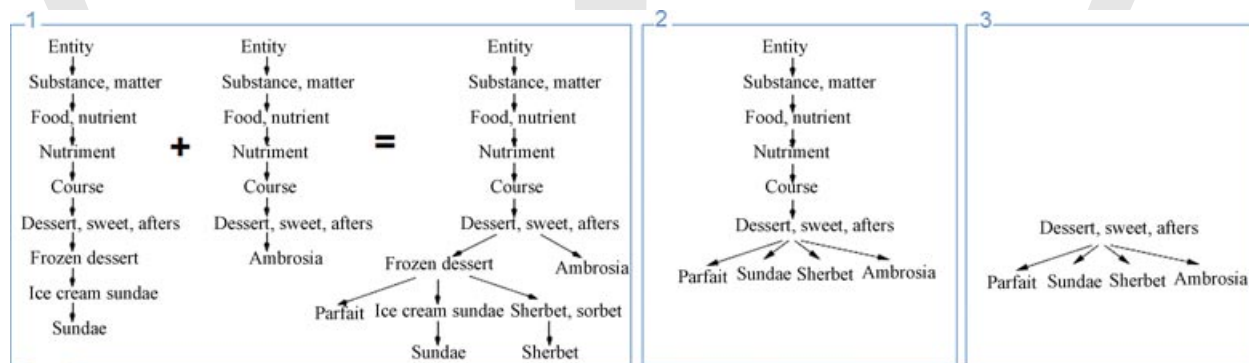 1
Entity
Substance, matter
Food, nutrient
Nutriment
Course
Dessert, sweet, afters
Frozen dessert
Ice cream sundae
Sundae
+
Entity
Substance, matter
Food, nutrient
Nutriment
Course
Dessert, sweet, afters
Ambrosia
=
Entity
Substance, matter
Food, nutrient
Nutriment
Course
Dessert, sweet, afters
Frozen dessert Ambrosia
Parfait Ice cream sundae Sherbet, sorbet
Sundae Sherbet
2
Entity
Substance, matter
Food, nutrient
Nutriment
Course
Dessert, sweet, afters
Parfait Sundae Sherbet Ambrosia
3
Dessert, sweet, afters
Parfait Sundae Sherbet Ambrosia